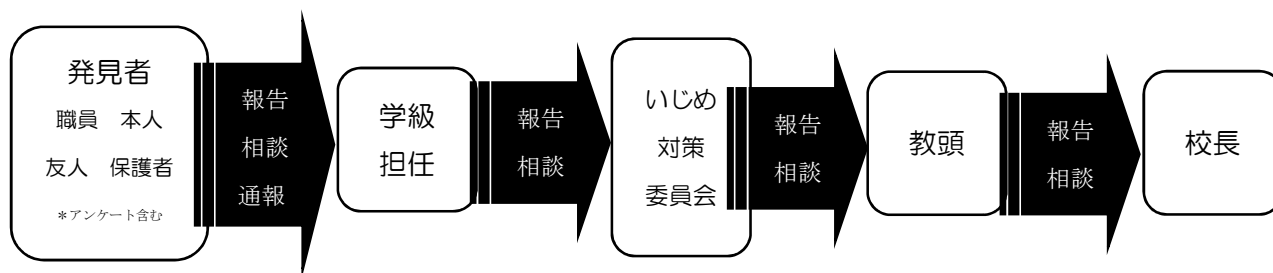 発見者
職員　本人
友人　保護者
＊アンケート含む
報告
相談
通報
学級
担任
報告
相談
いじめ
対策
委員会
報告
相談
教頭
報告
相談
校長